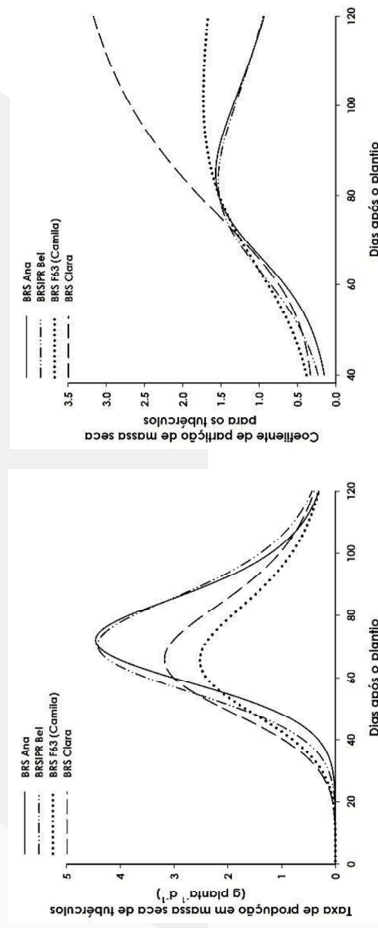 Taxa de produção em massa seca de tubérculos
(g planta⁻¹ d⁻¹)
5
4
3
2
1
0
BRS Ana
BRSIPR Bel
BRS F63 (Camila)
BRS Clara
0
20
40
60
80
100
120
Dias após o plantio
Coefiiente de partição de massa seca
para os tubérculos
3.5
3.0
2.5
2.0
1.5
1.0
0.5
0.0
BRS Ana
BRSIPR Bel
BRS F63 (Camila)
BRS Clara
40
60
80
100
120
Dias após o plantio